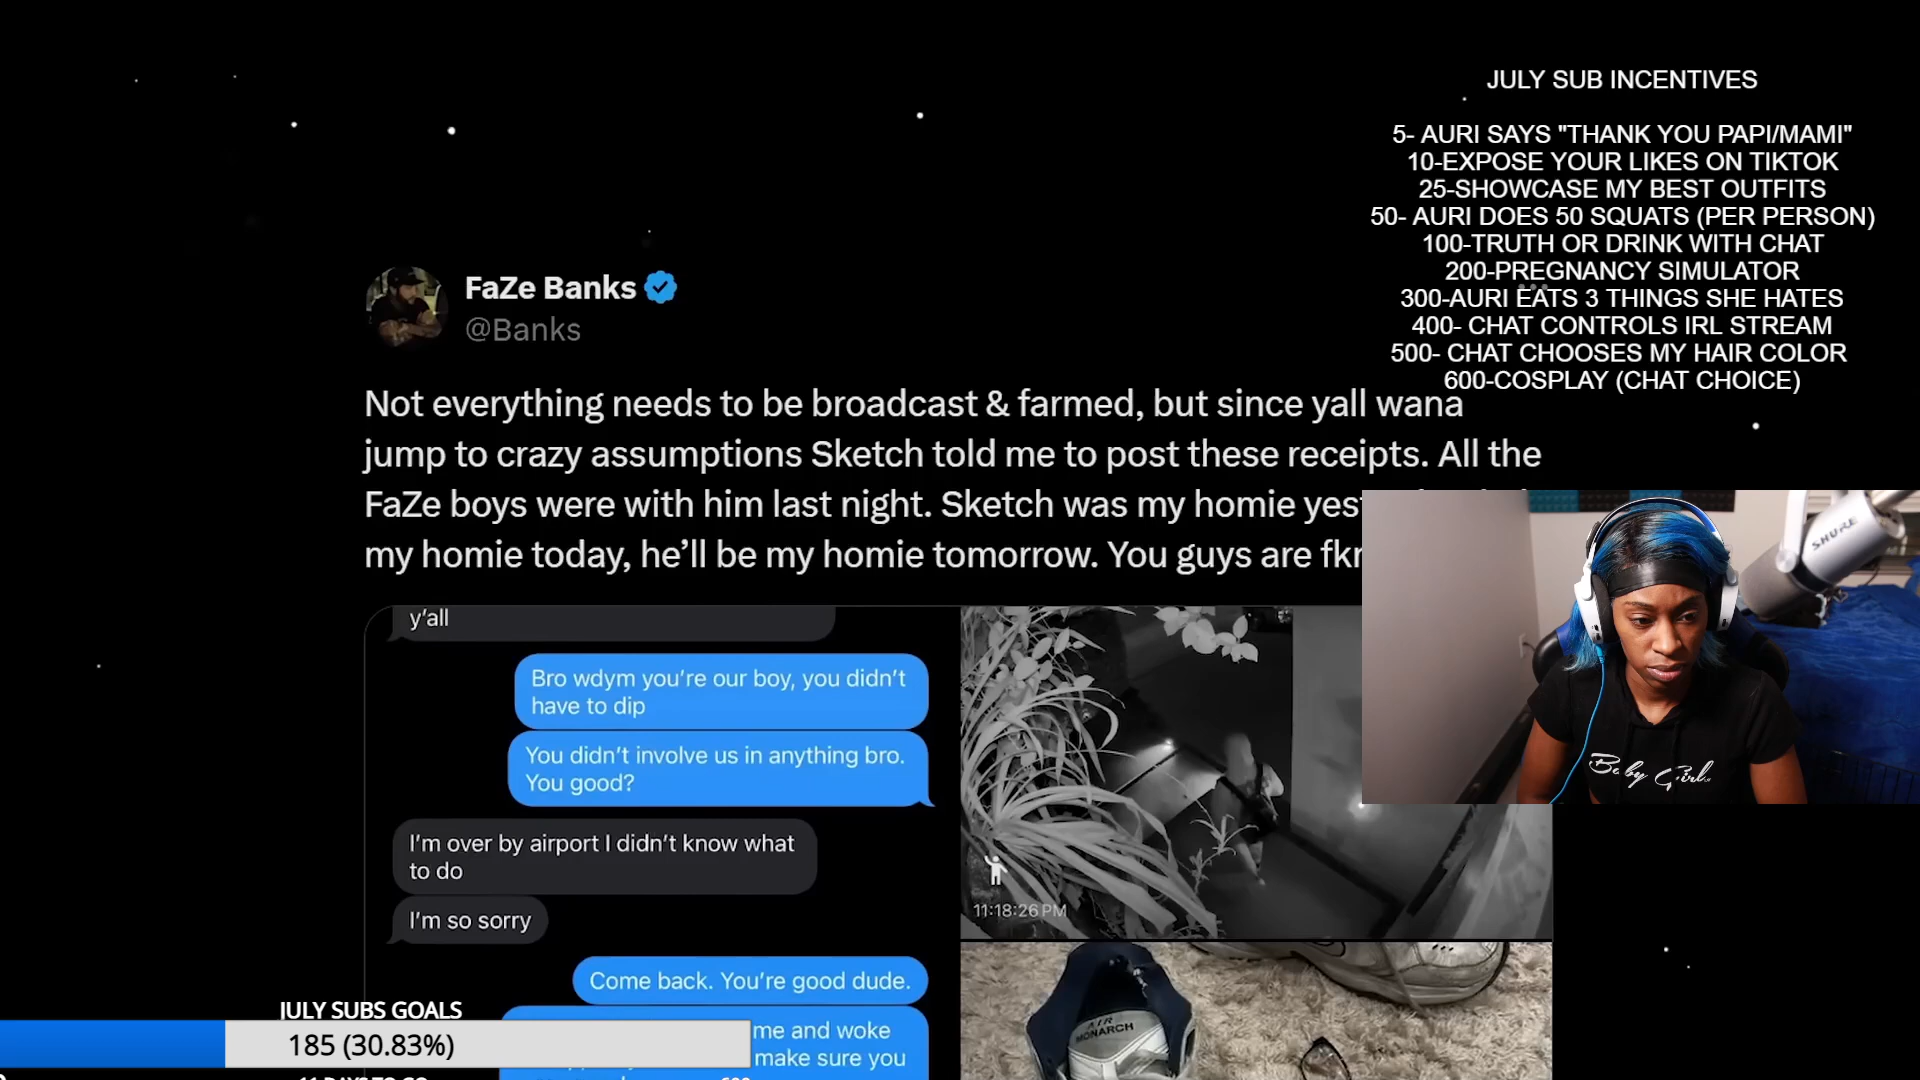 JULY SUB INCENTIVES
5- AURI SAYS "THANK YOU PAPI/MAMI"
10-EXPOSE YOUR LIKES ON TIKTOK
25-SHOWCASE MY BEST OUTFITS
50- AURI DOES 50 SQUATS (PER PERSON)
100-TRUTH OR DRINK WITH CHAT
200-PREGNANCY SIMULATOR
300-AURI EATS 3 THINGS SHE HATES
400- CHAT CONTROLS IRL STREAM
500- CHAT CHOOSES MY HAIR COLOR
600-COSPLAY (CHAT CHOICE)
FaZe Banks
@Banks
Not everything needs to be broadcast & farmed, but since yall wana
jump to crazy assumptions Sketch told me to post these receipts. All the
FaZe boys were with him last night. Sketch was my homie
my homie today, he'll be my homie tomorrow. You guys are
y'all
Bro wdym you're our boy, you didn't
have to dip
You didn't involve us in anything bro.
You good?
I'm over by airport I didn't know what
to do
I'm so sorry
Come back. You're good dude.
me and woke
make sure you
11:18:26 PM
AIR
MONARCH
SHURE
Baby Girl
JULY SUBS GOALS
185 (30.83%)